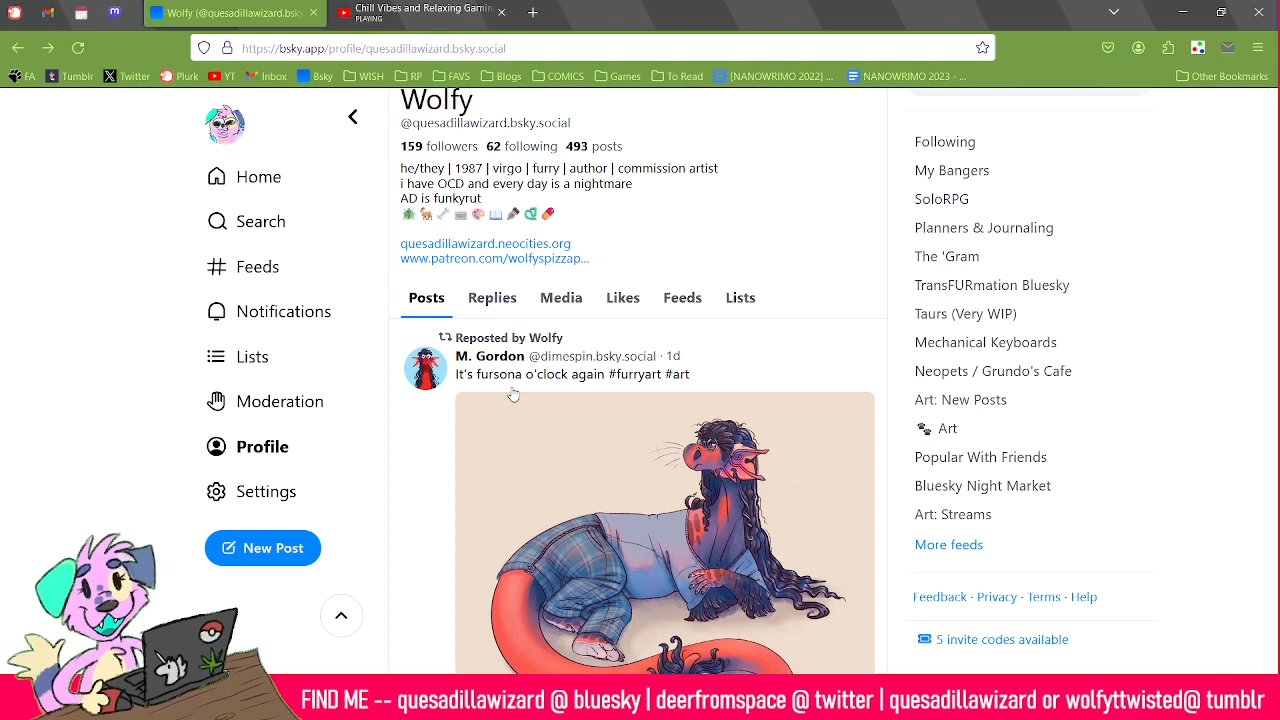 Wolfy (@quesadillawizard.bsky
Chill Vibes and Relaxing Gaming
PLAYING
https://bsky.app/profile/quesadillawizard.bsky.social
FA
Tumblr
Twitter
Plurk
YT
Inbox
Bsky
WISH
RP
FAVS
Blogs
COMICS
Games
To Read
[NANOWRIMO 2022] ...
NANOWRIMO 2023 - ...
Other Bookmarks
Home
Search
Feeds
Notifications
Lists
Moderation
Profile
Settings
New Post
Wolfy
@quesadillawizard.bsky.social
159 followers 62 following 493 posts
he/they | 1987 | virgo | furry | author | commission artist
i have OCD and every day is a nightmare
AD is funkyrut
quesadillawizard.neocities.org
www.patreon.com/wolfyspizzap...
Posts Replies Media Likes Feeds Lists
Reposted by Wolfy
M. Gordon @dimespin.bsky.social · 1d
It's fursona o'clock again #furryart #art
Following
My Bangers
SoloRPG
Planners & Journaling
The 'Gram
TransFURmation Bluesky
Taurs (Very WIP)
Mechanical Keyboards
Neopets / Grundo's Cafe
Art: New Posts
🐾 Art
Popular With Friends
Bluesky Night Market
Art: Streams
More feeds
Feedback · Privacy · Terms · Help
5 invite codes available
FIND ME -- quesadillawizard @ bluesky | deerfromspace @ twitter | quesadillawizard or wolfyttwisted@ tumblr